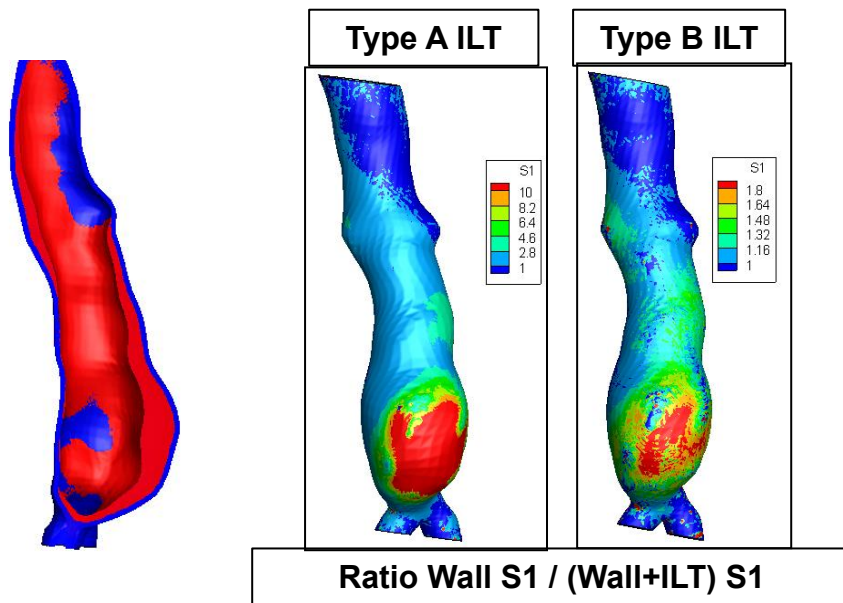 Type A ILT
Type B ILT
S1
10
8.2
6.4
4.6
2.8
1
S1
1.8
1.64
1.48
1.32
1.16
1
Ratio Wall S1 / (Wall+ILT) S1